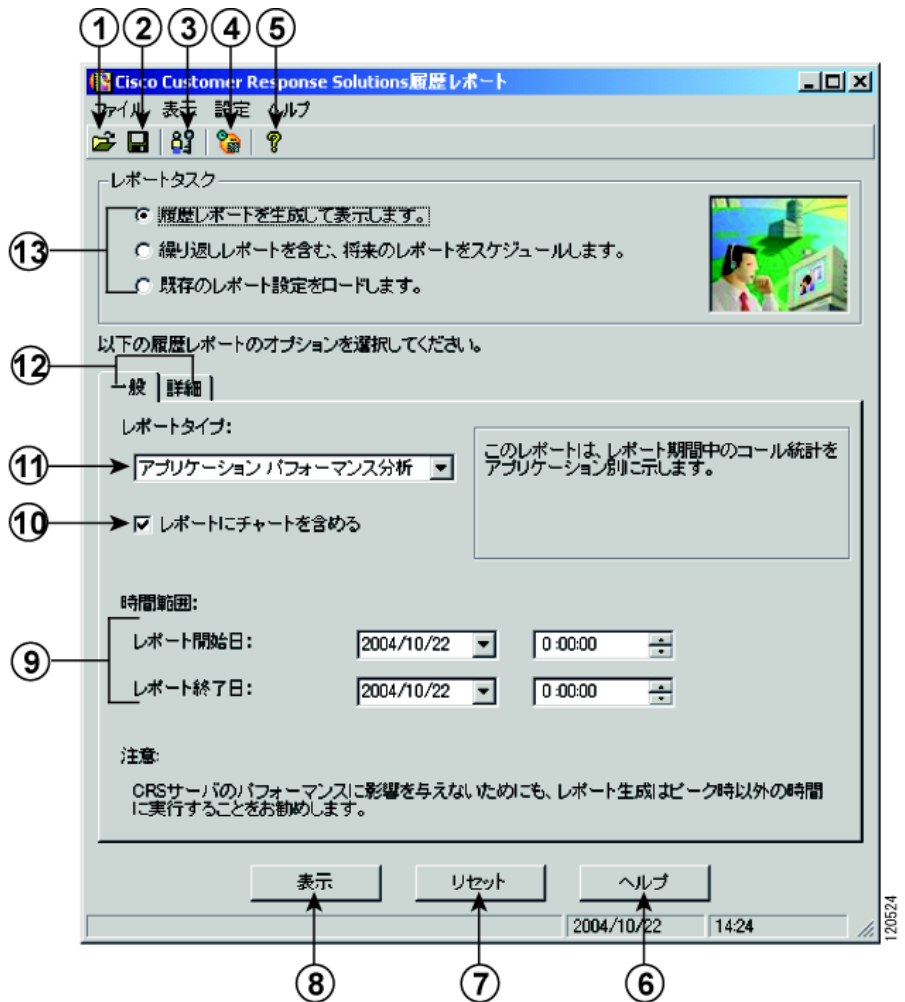 ① ② ③ ④ ⑤
Cisco Customer Response Solutions履歴レポート
ファイル 表示 設定 ヘルプ
レポートタスク
履歴レポートを生成して表示します。
⑬ 繰り返しレポートを含む、将来のレポートをスケジュールします。
既存のレポート設定をロードします。
以下の履歴レポートのオプションを選択してください。
⑫
一般 詳細
レポートタイプ:
このレポートは、レポート期間中のコール統計を
アプリケーション別に示します。
⑪ アプリケーション パフォーマンス分析
⑩ レポートにチャートを含める
時間範囲:
レポート開始日: 2004/10/22 0:00:00
⑨
レポート終了日: 2004/10/22 0:00:00
注意:
CRSサーバのパフォーマンスに影響を与えないためにも、レポート生成はピーク時以外の時間
に実行することをお勧めします。
表示 リセット ヘルプ
2004/10/22 14:24
⑧ ⑦ ⑥
120524